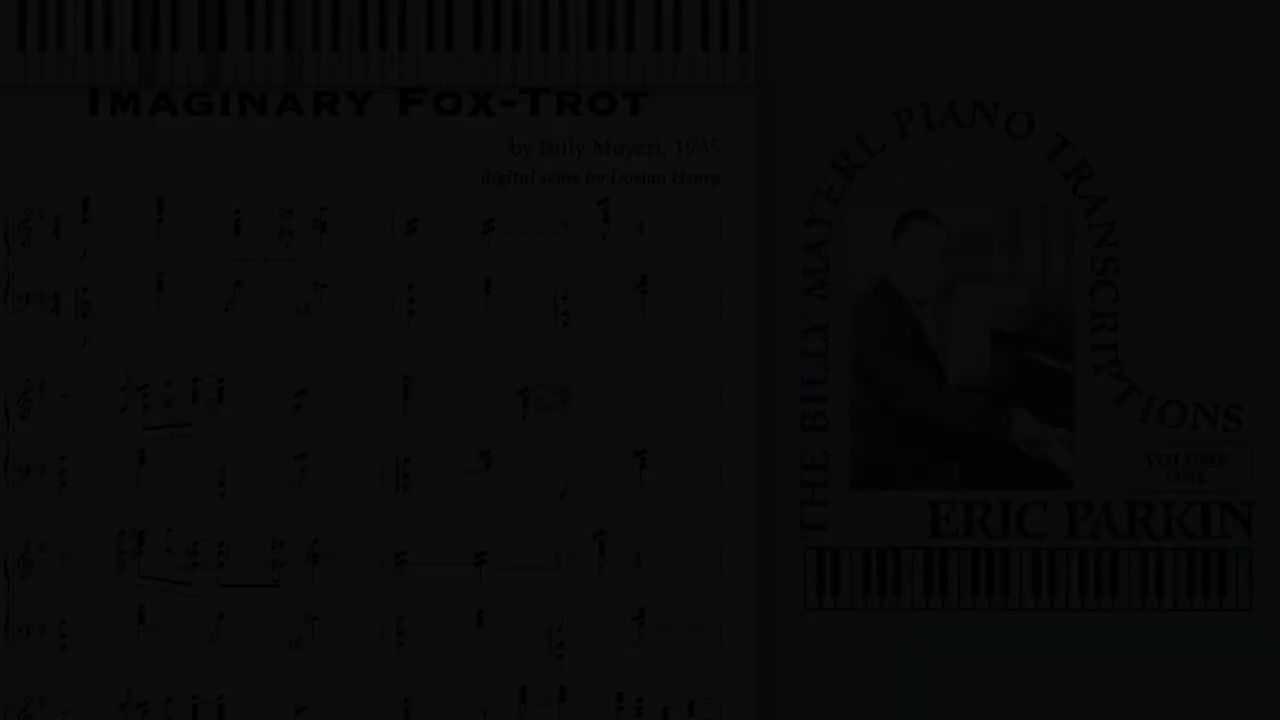 IMAGINARY FOX-TROT
by Billy Mayerl, 1935
digital score by Dorian Henry
THE BILLY MAYERL PIANO TRANSCRIPTIONS
VOLUME
ONE
ERIC PARKIN